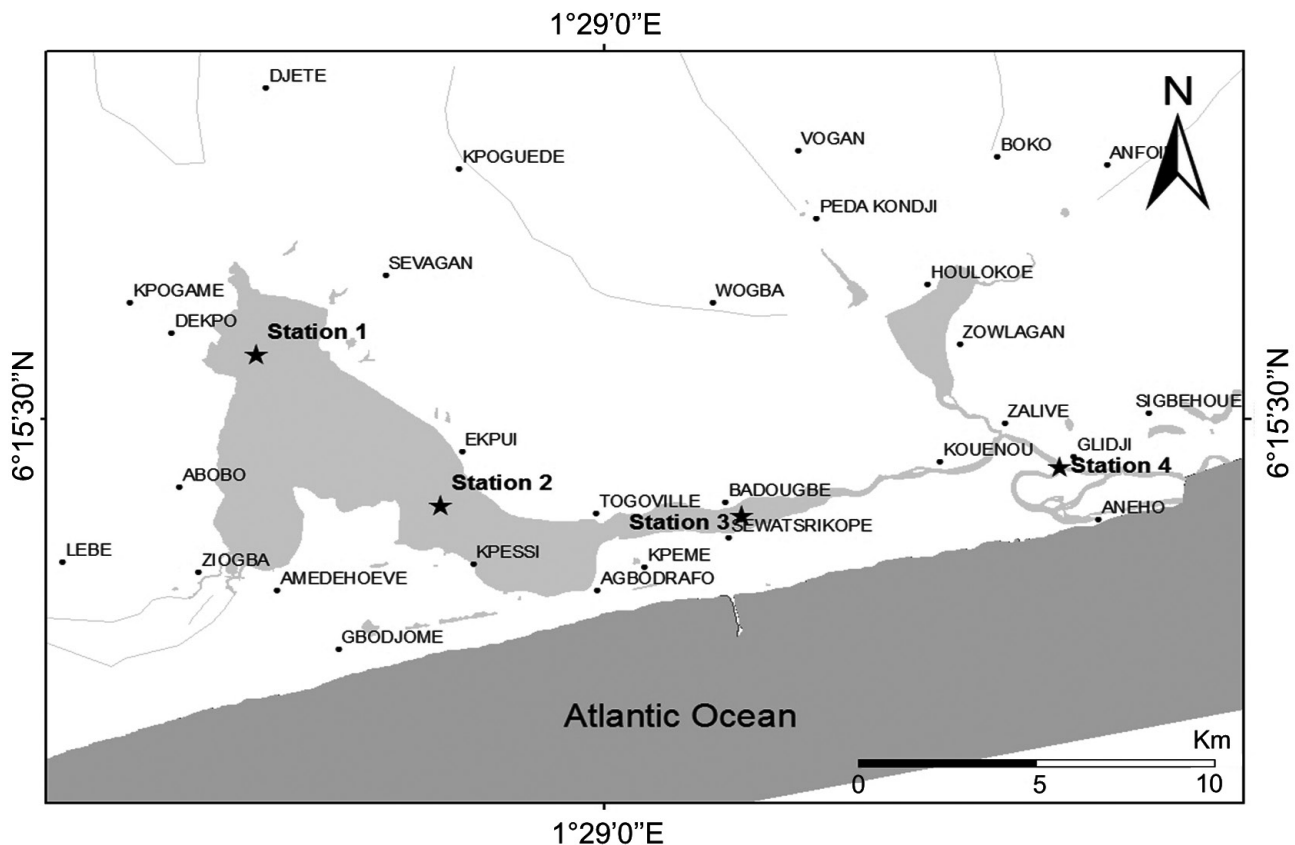 1°29’0”E
DJETE
N
VOGAN
BOKO
KPOGUEDE
PEDA KONDJI
SEVAGAN
HOULOKOE
KPOGAME
WOGBA
DEKPO
Station 1
ZOWLAGAN
6°15’30”N
6°15’30”N
SIGBEHOUE
ZALIVE
EKPUI
KOUENOU
GLIDJI
Station 4
ABOBO
Station 2
BADOUGBE
TOGOVILLE
ANEHO
Station 3
SEWATSRIKOPE
LEBE
ZIOGBA
KPESSI
KPEME
AMEDEHOEVE
AGBODRAFO
GBODJOME
Atlantic Ocean
Km
0 5 10
1°29’0”E